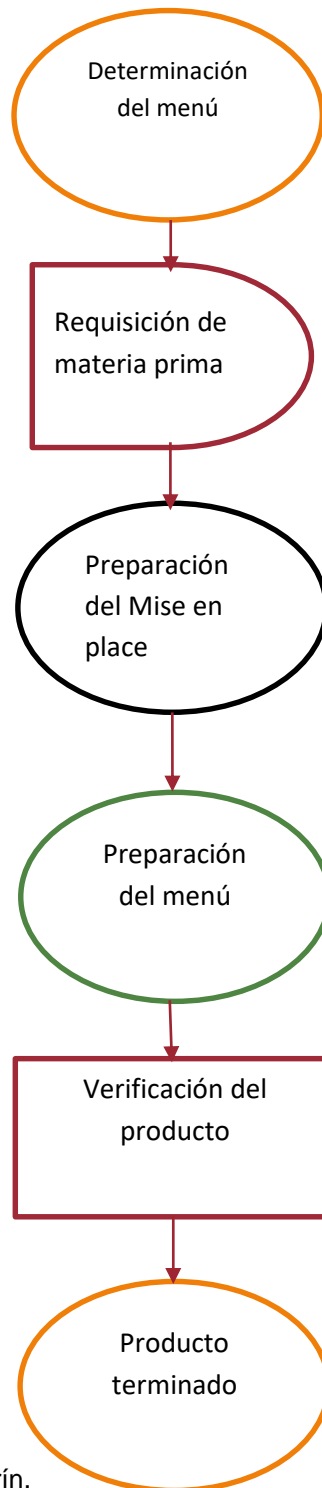 Determinación
del menú
Requisición de
materia prima
Preparación
del Mise en
place
Preparación
del menú
Verificación del
producto
Producto
terminado